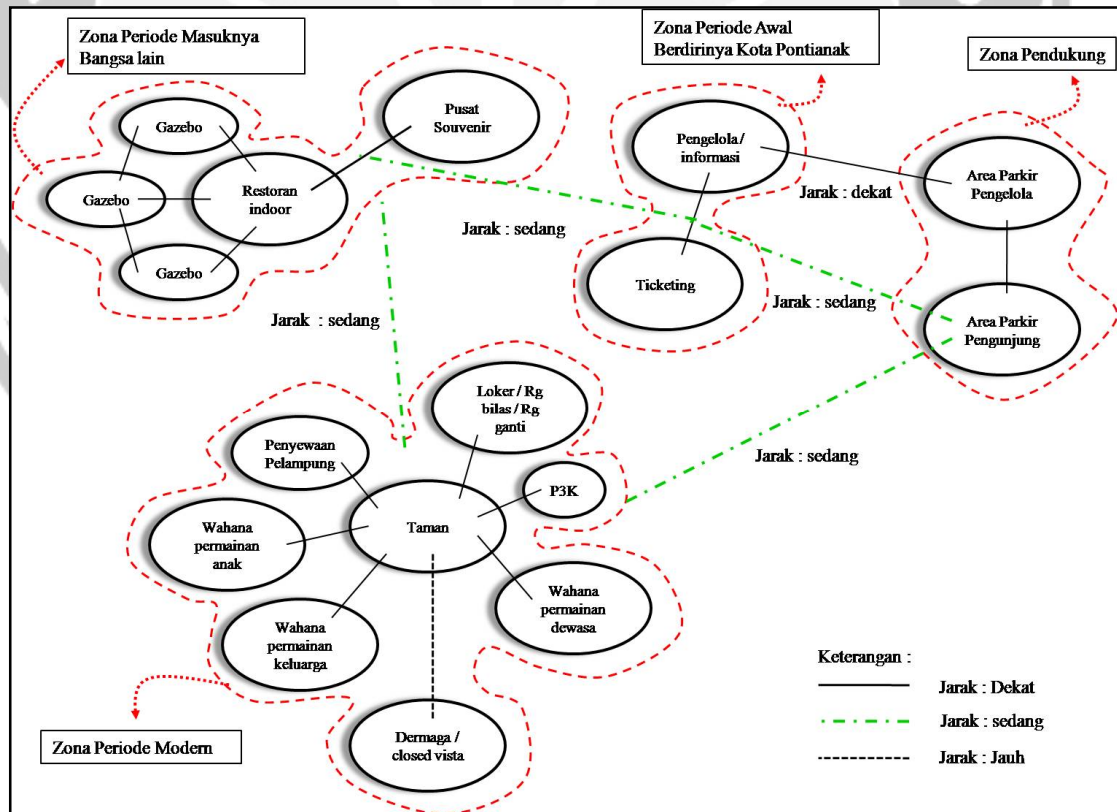 Zona Periode Masuknya
Bangsa lain
Zona Periode Awal
Berdirinya Kota Pontianak
Zona Pendukung
Gazebo
Gazebo
Gazebo
Restoran
indoor
Pusat
Souvenir
Pengelola /
informasi
Ticketing
Jarak : dekat
Area Parkir
Pengelola
Area Parkir
Pengunjung
Jarak : sedang
Jarak : sedang
Jarak : sedang
Jarak : sedang
Loker / Rg
bilas / Rg
ganti
Penyewaan
Pelampung
P3K
Taman
Wahana
permainan
anak
Wahana
permainan
dewasa
Wahana
permainan
keluarga
Dermaga /
closed vista
Zona Periode Modern
Keterangan :
Jarak : Dekat
Jarak : sedang
Jarak : Jauh